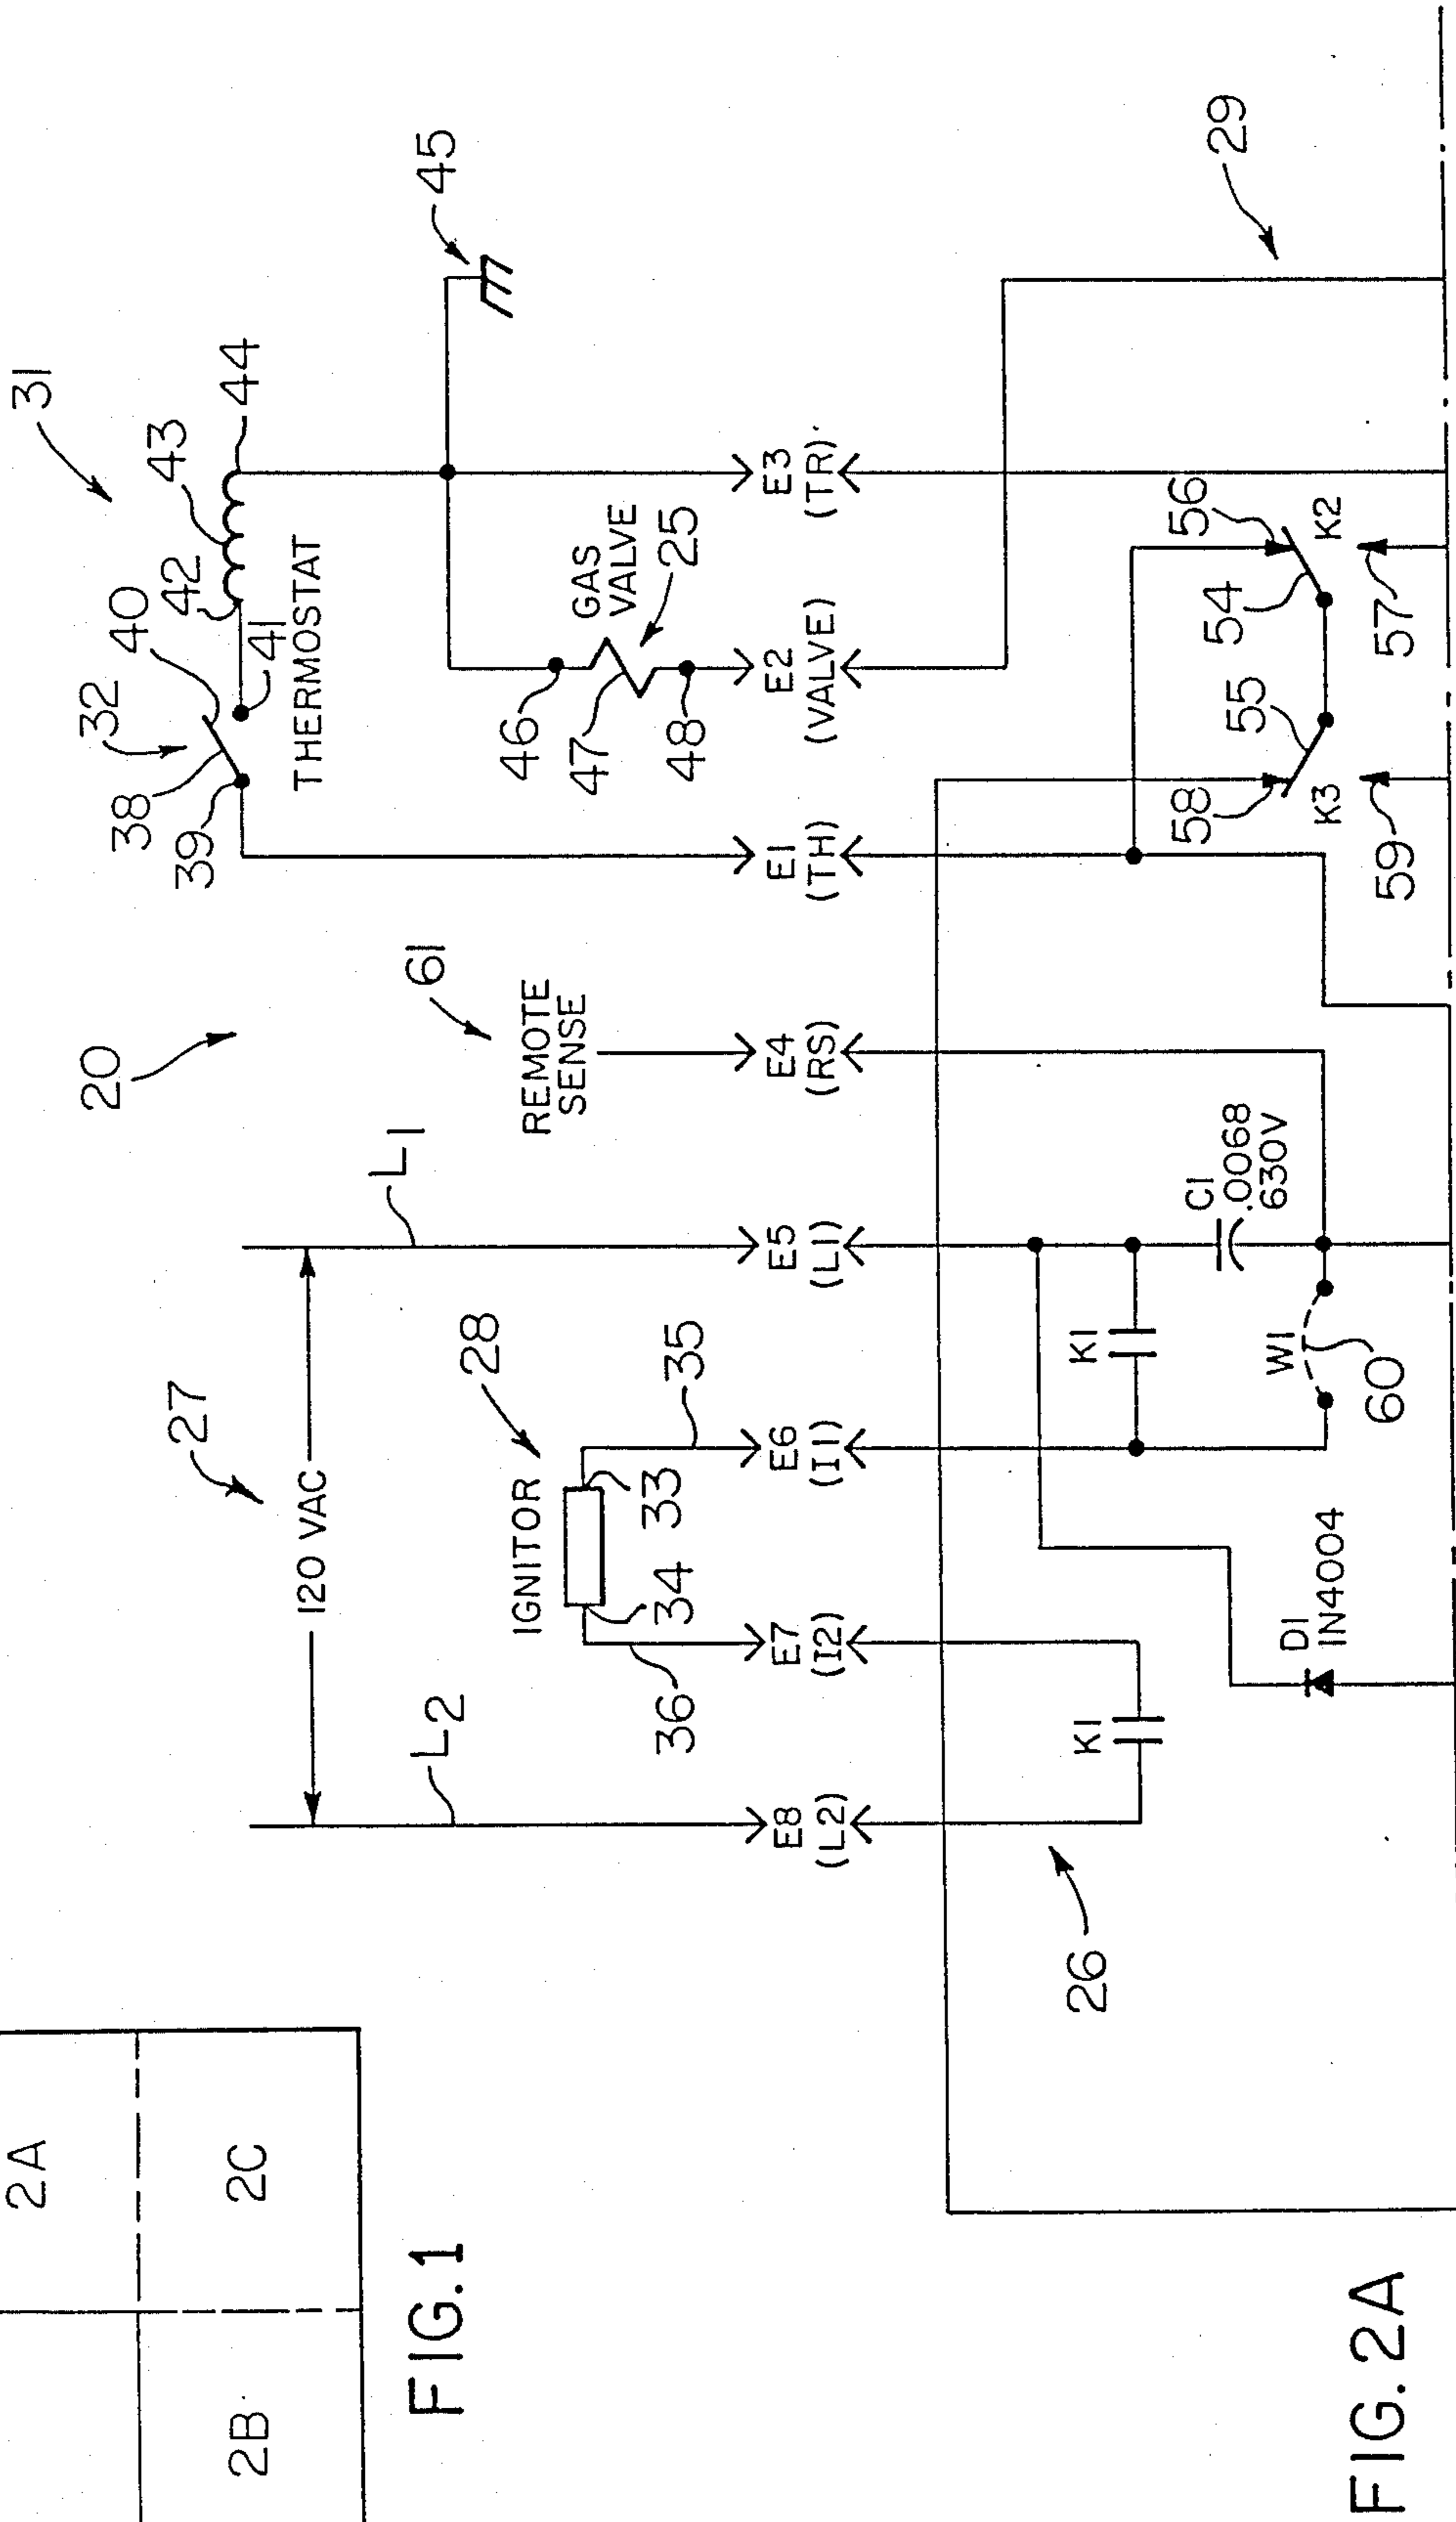 2A
2B
2C
FIG. 1
20
31
27
120 VAC
L2
L1
28
IGNITOR
34
33
36
35
61
REMOTE
SENSE
32
38
39
40
41
42
43
44
THERMOSTAT
45
46
47
48
GAS
VALVE
25
E8
(L2)
E7
(I2)
E6
(I1)
E5
(L1)
E4
(RS)
E1
(TH)
E2
(VALVE)
E3
(TR)
29
26
K1
K1
D1
IN4004
W1
60
C1
.0068
630V
58
55
54
56
K3
K2
59
57
FIG. 2A